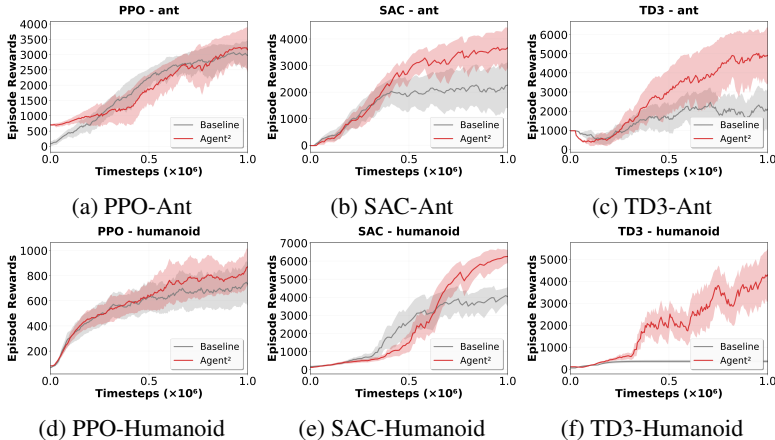 PPO - ant
SAC - ant
TD3 - ant
Episode Rewards
4000
3500
3000
2500
2000
1500
1000
500
0
0.0
0.5
1.0
Timesteps (×10⁶)
Baseline
Agent²
Episode Rewards
4000
3000
2000
1000
0
0.0
0.5
1.0
Timesteps (×10⁶)
Baseline
Agent²
Episode Rewards
6000
5000
4000
3000
2000
1000
0
0.0
0.5
1.0
Timesteps (×10⁶)
Baseline
Agent²
(a) PPO-Ant
(b) SAC-Ant
(c) TD3-Ant
PPO - humanoid
SAC - humanoid
TD3 - humanoid
Episode Rewards
1000
800
600
400
200
0.0
0.5
1.0
Timesteps (×10⁶)
Baseline
Agent²
Episode Rewards
7000
6000
5000
4000
3000
2000
1000
0
0.0
0.5
1.0
Timesteps (×10⁶)
Baseline
Agent²
Episode Rewards
5000
4000
3000
2000
1000
0
0.0
0.5
1.0
Timesteps (×10⁶)
Baseline
Agent²
(d) PPO-Humanoid
(e) SAC-Humanoid
(f) TD3-Humanoid